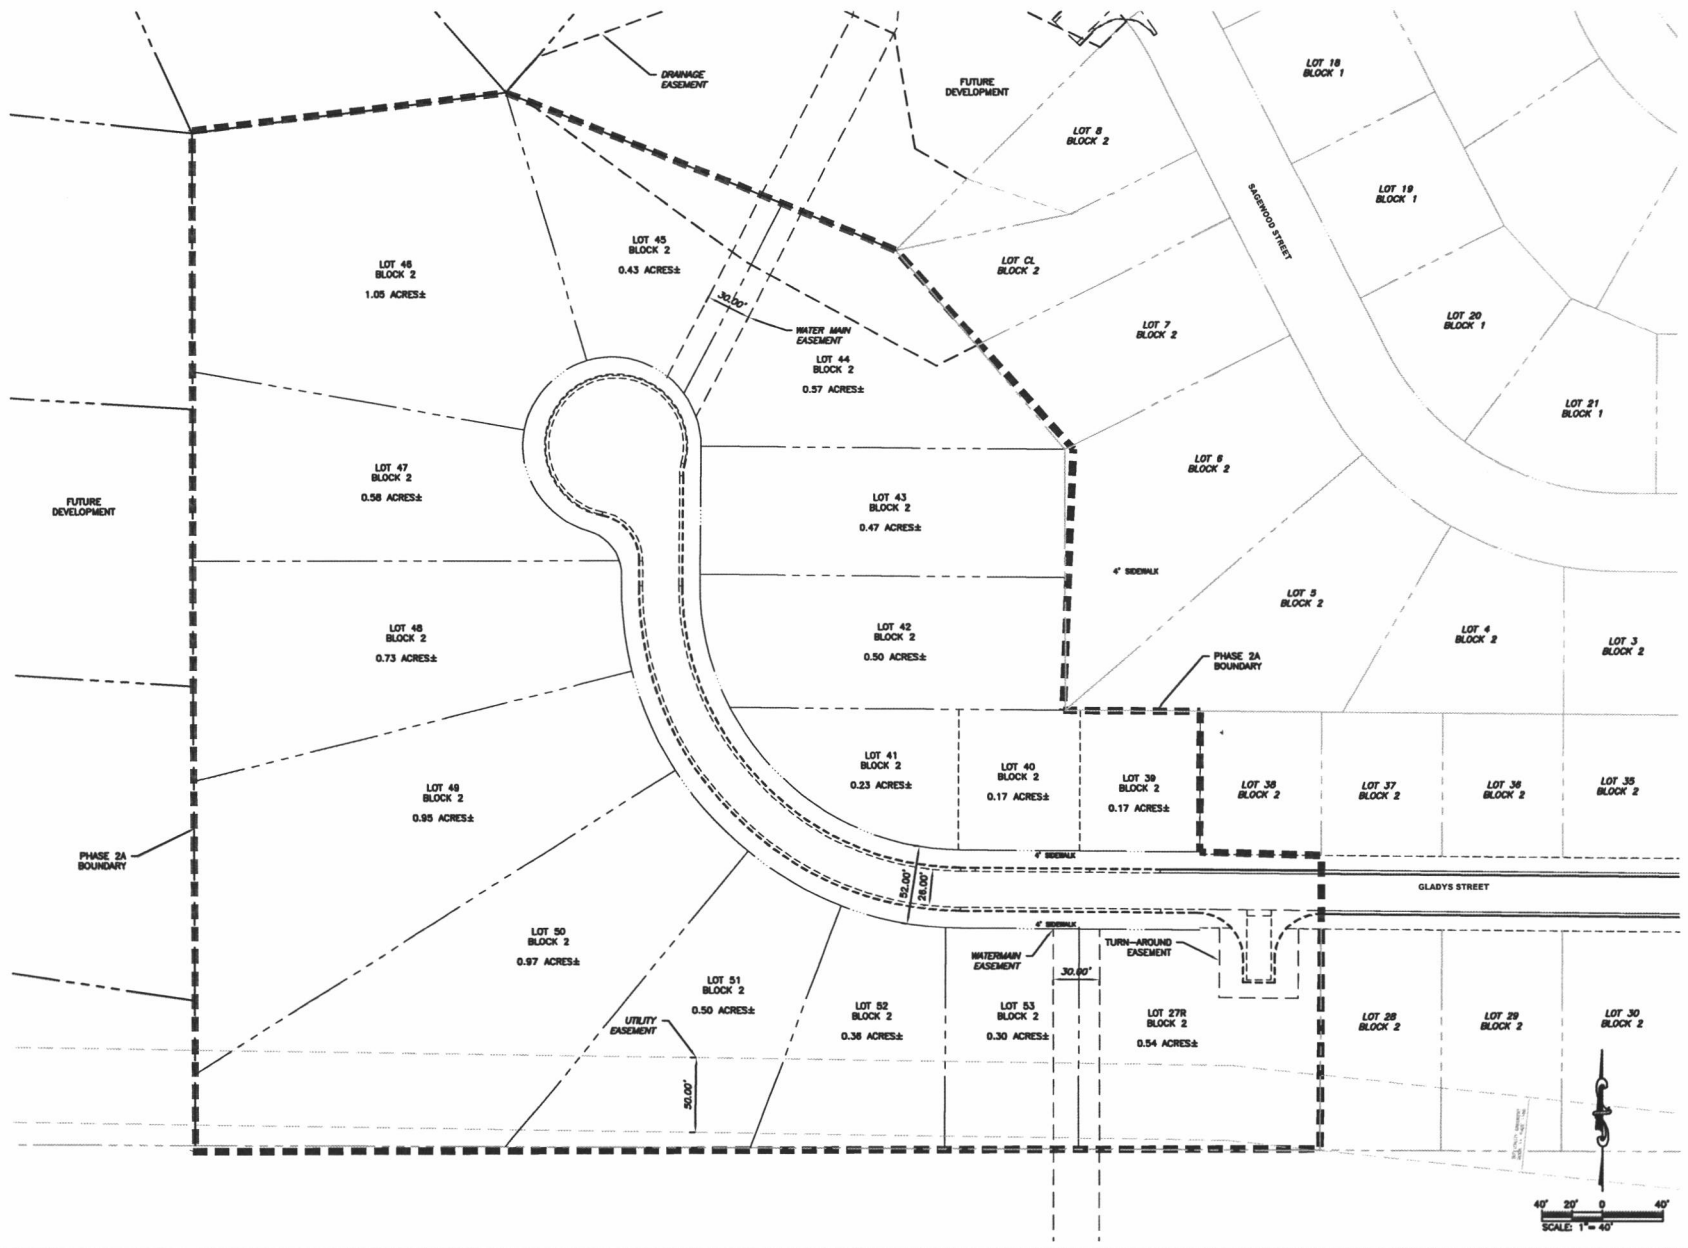 DRAINAGE
EASEMENT
FUTURE
DEVELOPMENT
LOT 18
BLOCK 1
LOT 8
BLOCK 2
LOT 19
BLOCK 1
SAGEWOOD STREET
LOT 45
BLOCK 2
0.43 ACRES±
LOT 46
BLOCK 2
1.05 ACRES±
LOT CL
BLOCK 2
30.00'
WATER MAIN
EASEMENT
LOT 7
BLOCK 2
LOT 20
BLOCK 1
LOT 44
BLOCK 2
0.57 ACRES±
LOT 21
BLOCK 1
LOT 47
BLOCK 2
0.58 ACRES±
LOT 6
BLOCK 2
FUTURE
DEVELOPMENT
LOT 43
BLOCK 2
0.47 ACRES±
4' SIDEWALK
LOT 5
BLOCK 2
LOT 48
BLOCK 2
0.73 ACRES±
LOT 42
BLOCK 2
0.50 ACRES±
LOT 4
BLOCK 2
LOT 3
BLOCK 2
PHASE 2A
BOUNDARY
LOT 41
BLOCK 2
0.23 ACRES±
LOT 40
BLOCK 2
0.17 ACRES±
LOT 39
BLOCK 2
0.17 ACRES±
LOT 38
BLOCK 2
LOT 37
BLOCK 2
LOT 36
BLOCK 2
LOT 35
BLOCK 2
LOT 49
BLOCK 2
0.95 ACRES±
PHASE 2A
BOUNDARY
4' SIDEWALK
52.00'
26.00'
GLADYS STREET
4' SIDEWALK
LOT 50
BLOCK 2
0.97 ACRES±
WATERMAIN
EASEMENT
TURN-AROUND
EASEMENT
30.00'
LOT 51
BLOCK 2
0.50 ACRES±
UTILITY
EASEMENT
LOT 52
BLOCK 2
0.36 ACRES±
LOT 53
BLOCK 2
0.30 ACRES±
LOT 27R
BLOCK 2
0.54 ACRES±
LOT 28
BLOCK 2
LOT 29
BLOCK 2
LOT 30
BLOCK 2
50.00'
40' 20' 0 40'
SCALE: 1"= 40'